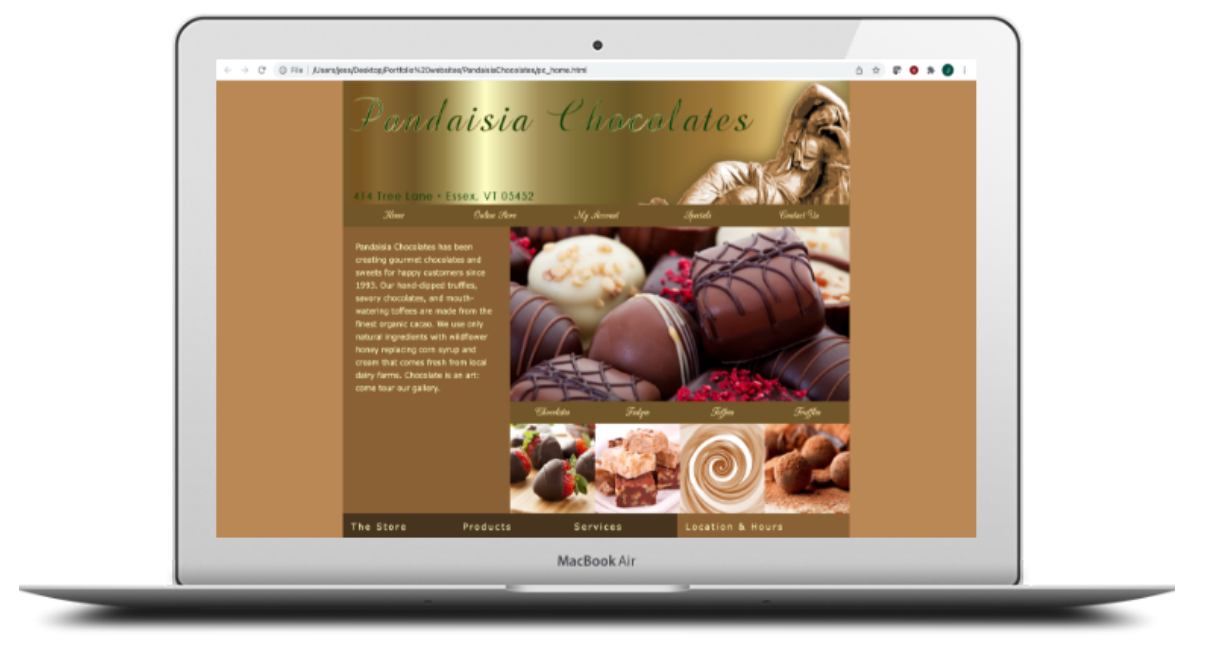 File | /Users/jess/Desktop/Portfolio%20websites/PandaisiaChocolates/pc_home.html
Pandaisia Chocolates
414 Tree Lane • Essex, VT 05452
Home Online Store My Account Specials Contact Us
Pandaisia Chocolates has been
creating gourmet chocolates and
sweets for happy customers since
1993. Our hand-dipped truffles,
savory chocolates, and mouth-
watering toffees are made from the
finest organic cacao. We use only
natural ingredients with wildflower
honey replacing corn syrup and
cream that comes fresh from local
dairy farms. Chocolate is an art:
come tour our gallery.
Chocolates Fudges Toffees Truffles
The Store Products Services Location & Hours
MacBook Air